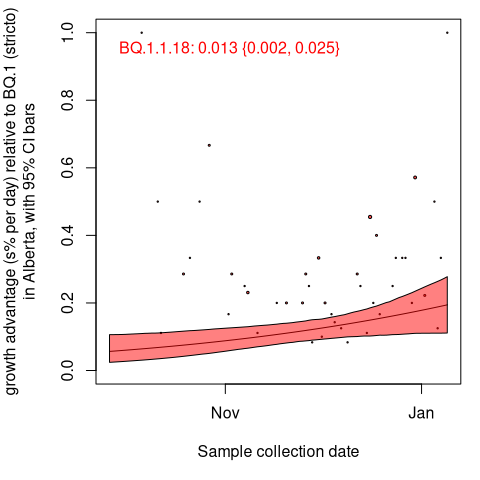 growth advantage (s% per day) relative to BQ.1 (stricto)
in Alberta, with 95% CI bars
BQ.1.1.18: 0.013 {0.002, 0.025}
1.0
0.8
0.6
0.4
0.2
0.0
Nov Jan
Sample collection date